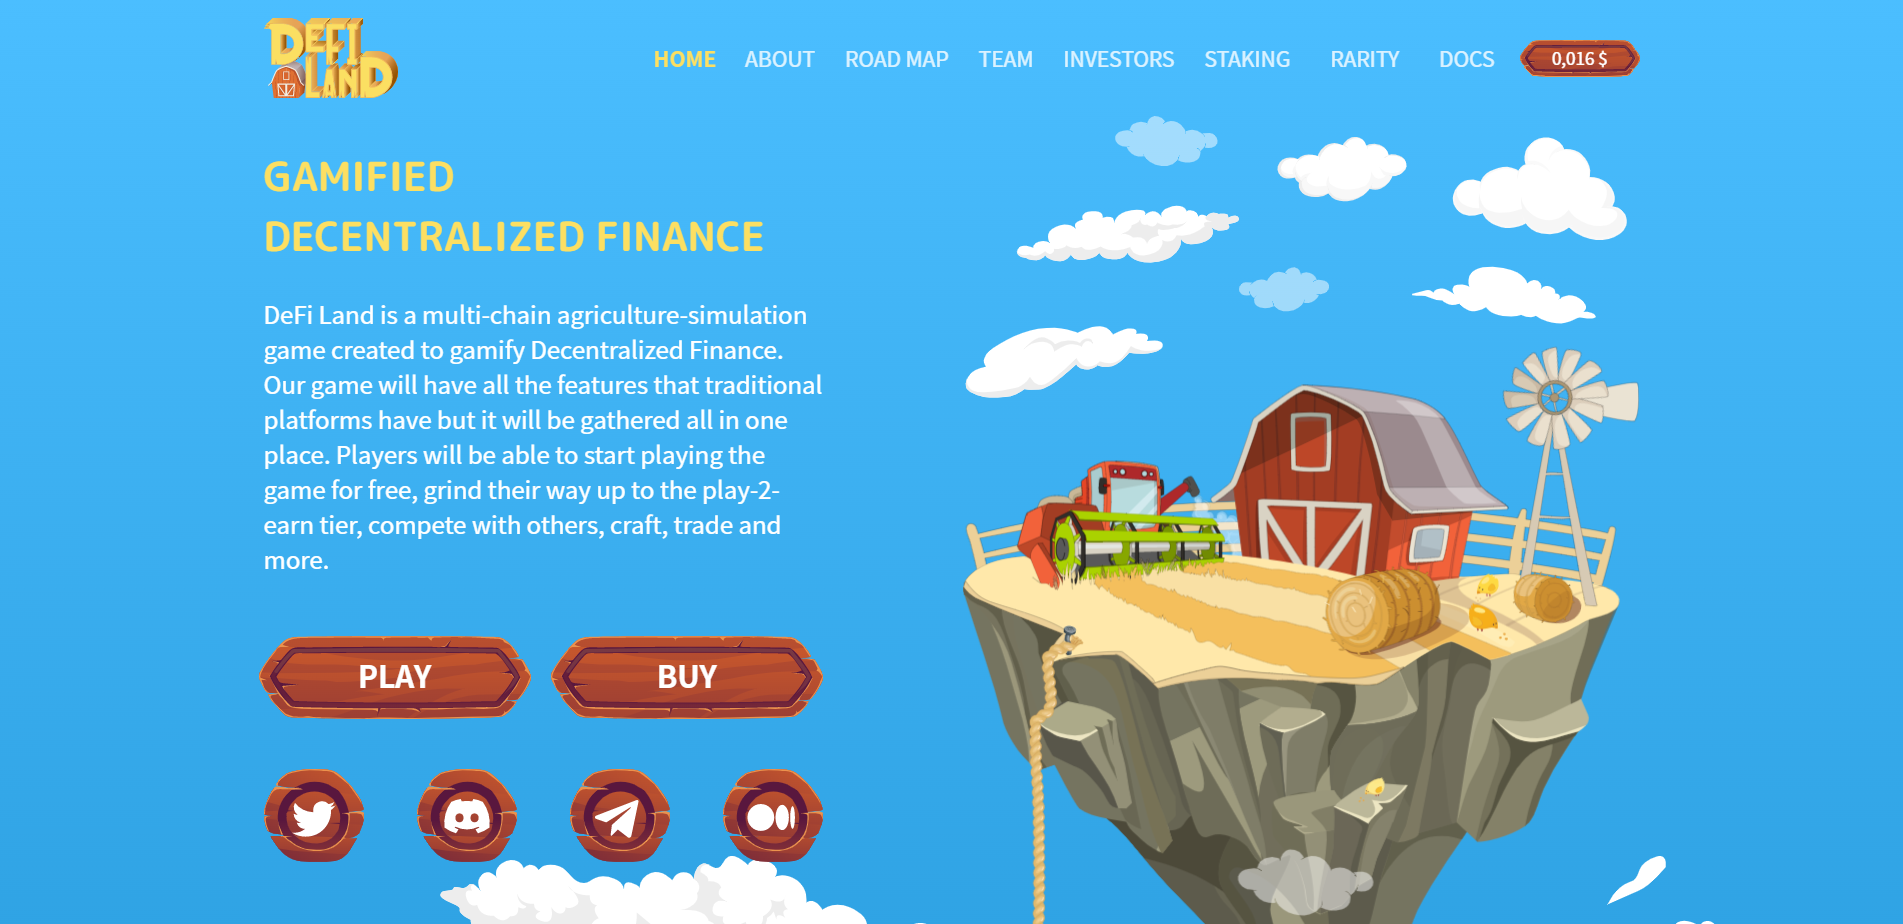 DEFI
LAND
HOME
ABOUT
ROAD MAP
TEAM
INVESTORS
STAKING
RARITY
DOCS
0,016 $
GAMIFIED
DECENTRALIZED FINANCE
DeFi Land is a multi-chain agriculture-simulation
game created to gamify Decentralized Finance.
Our game will have all the features that traditional
platforms have but it will be gathered all in one
place. Players will be able to start playing the
game for free, grind their way up to the play-2-
earn tier, compete with others, craft, trade and
more.
PLAY
BUY